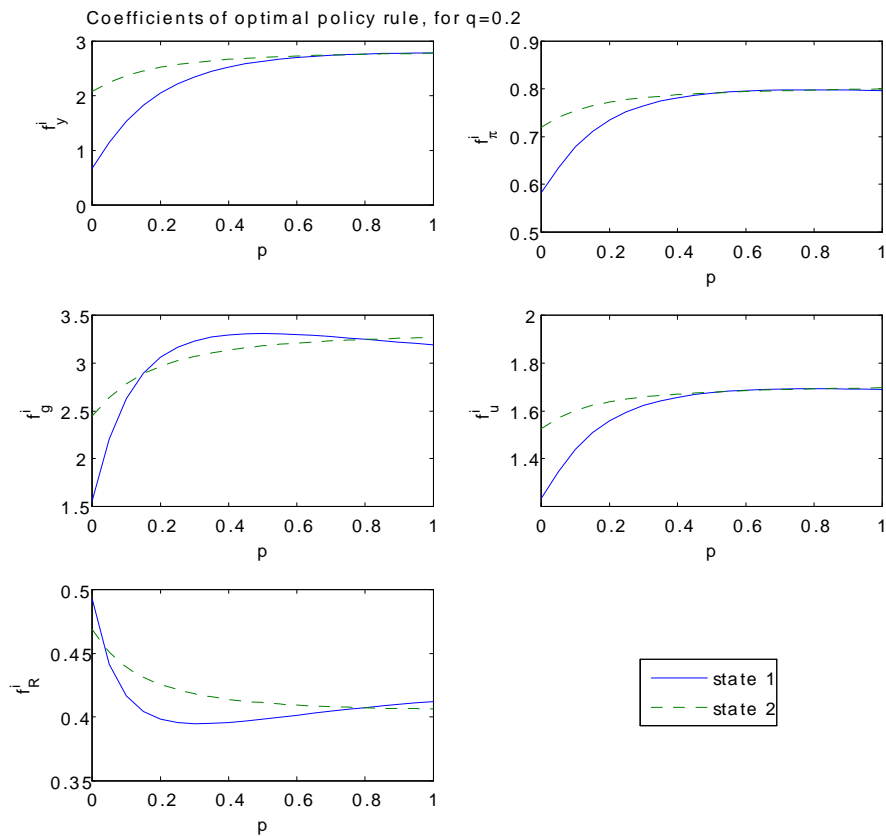 Coefficients of optimal policy rule, for q=0.2
3
2
1
0
f_y^i
0 0.2 0.4 0.6 0.8 1
p
0.9
0.8
0.7
0.6
0.5
f_π^i
0 0.2 0.4 0.6 0.8 1
p
3.5
3
2.5
2
1.5
f_g^i
0 0.2 0.4 0.6 0.8 1
p
2
1.8
1.6
1.4
f_u^i
0 0.2 0.4 0.6 0.8 1
p
0.5
0.45
0.4
0.35
f_R^i
0 0.2 0.4 0.6 0.8 1
p
state 1
state 2